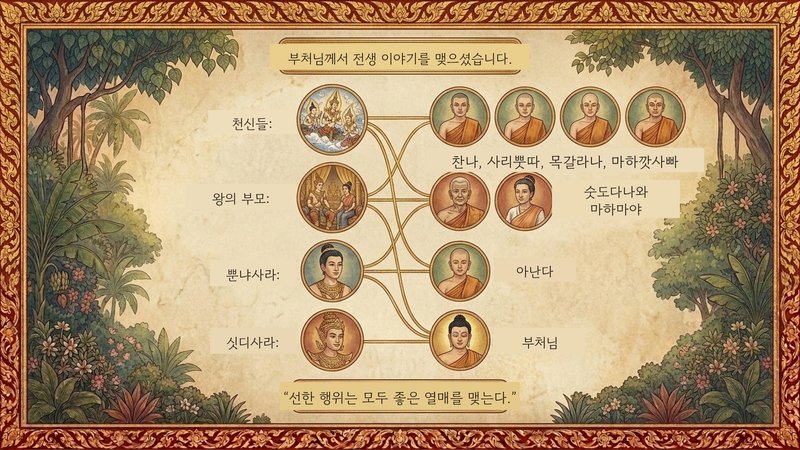 부처님께서 전생 이야기를 맺으셨습니다.
천신들:
찬나, 사리뿟따, 목갈라나, 마하깟사빠
왕의 부모:
숫도다나와
마하마야
뿐냐사라:
아난다
싯디사라:
부처님
“선한 행위는 모두 좋은 열매를 맺는다.”